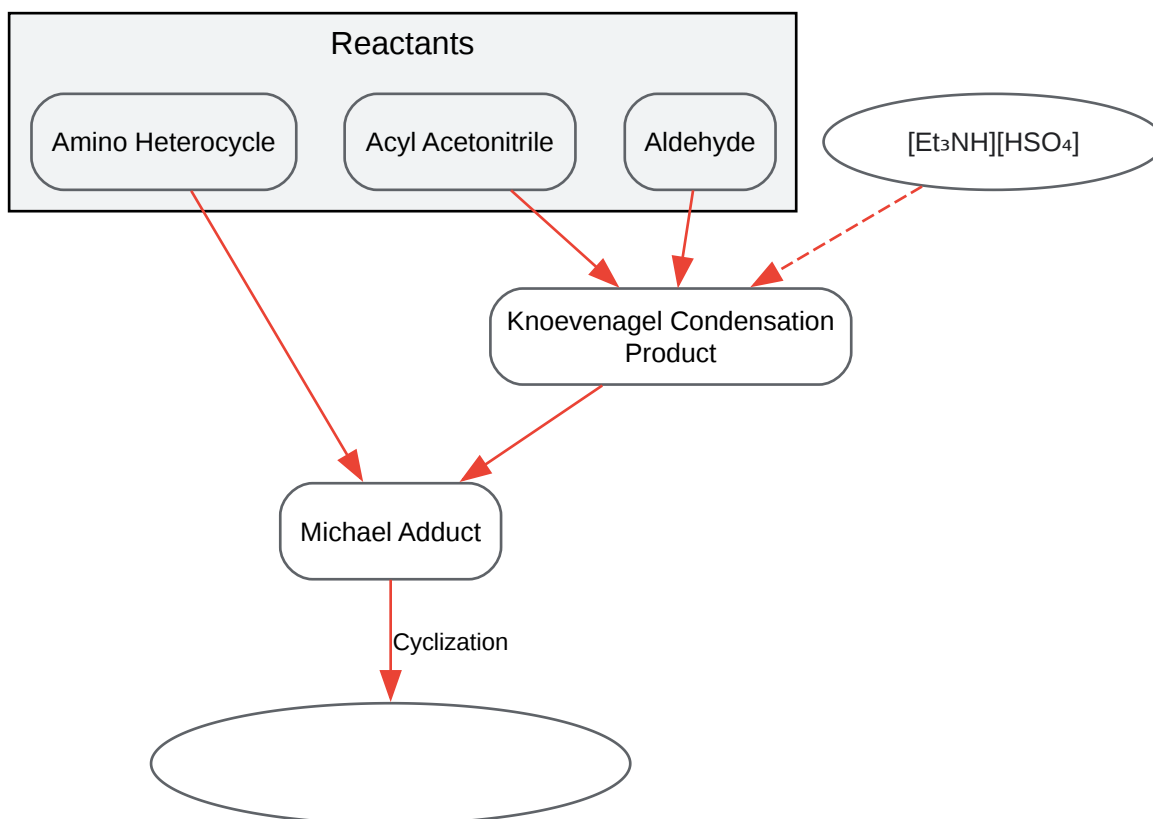 Reactants
Amino Heterocycle
Acyl Acetonitrile
Aldehyde
[Et₃NH][HSO₄]
Knoevenagel Condensation
Product
Michael Adduct
Cyclization